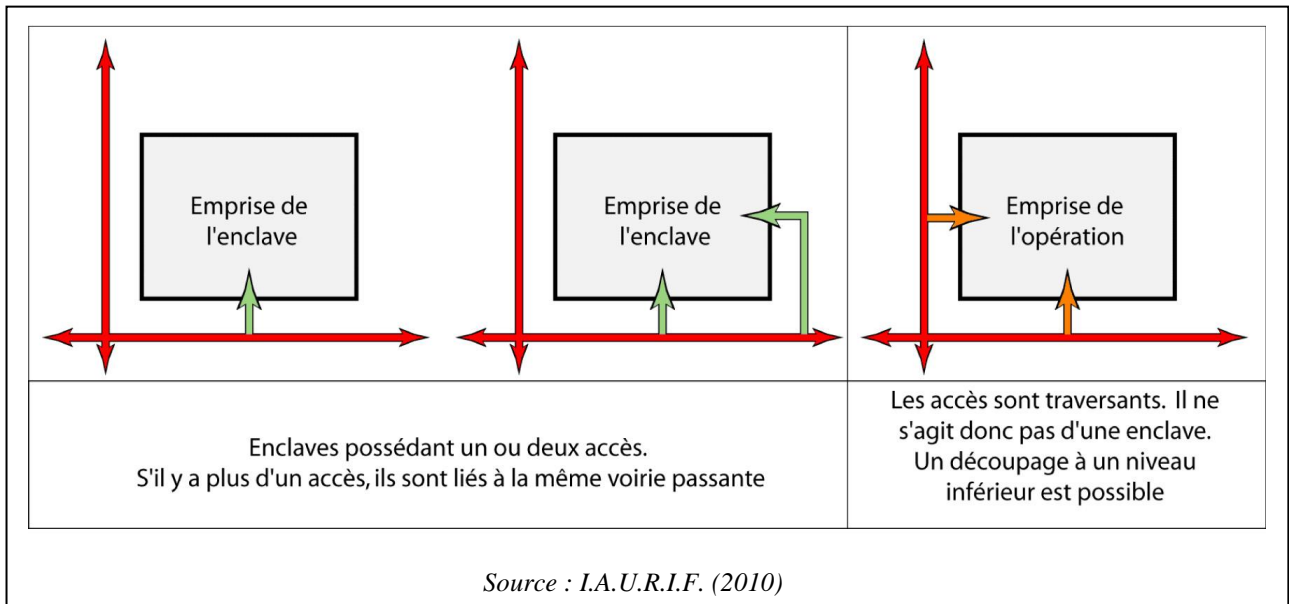 Emprise de
l'enclave
Emprise de
l'enclave
Emprise de
l'opération
Enclaves possédant un ou deux accès.
S'il y a plus d'un accès, ils sont liés à la même voirie passante
Les accès sont traversants. Il ne
s'agit donc pas d'une enclave.
Un découpage à un niveau
inférieur est possible
Source : I.A.U.R.I.F. (2010)